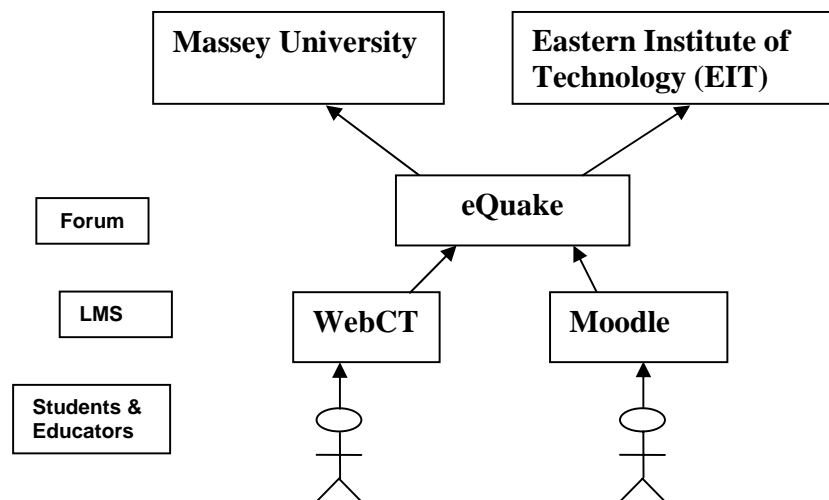 Massey University
Eastern Institute of
Technology (EIT)
eQuake
Forum
LMS
WebCT
Moodle
Students &
Educators